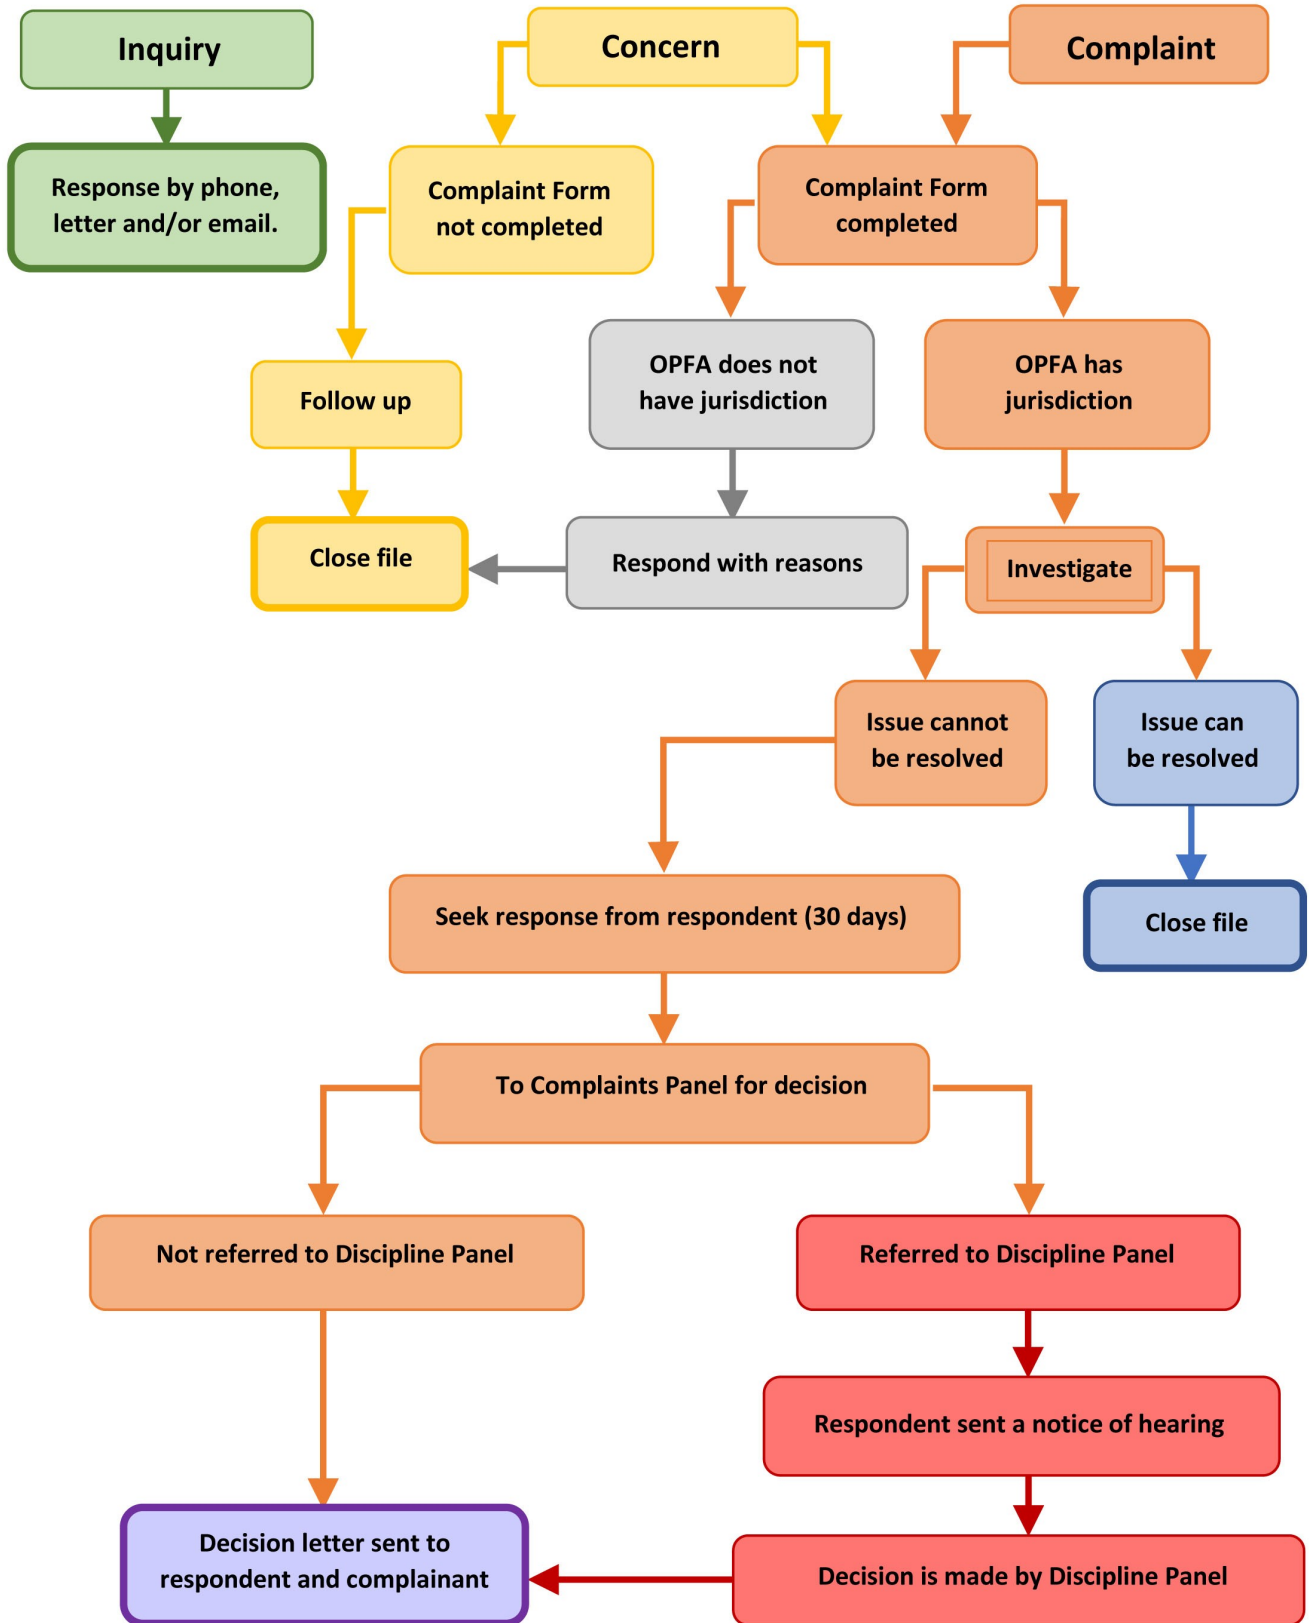 Inquiry
Concern
Complaint
Response by phone,
letter and/or email.
Complaint Form
not completed
Complaint Form
completed
OPFA does not
have jurisdiction
OPFA has
jurisdiction
Follow up
Close file
Respond with reasons
Investigate
Issue cannot
be resolved
Issue can
be resolved
Seek response from respondent (30 days)
Close file
To Complaints Panel for decision
Not referred to Discipline Panel
Referred to Discipline Panel
Respondent sent a notice of hearing
Decision letter sent to
respondent and complainant
Decision is made by Discipline Panel